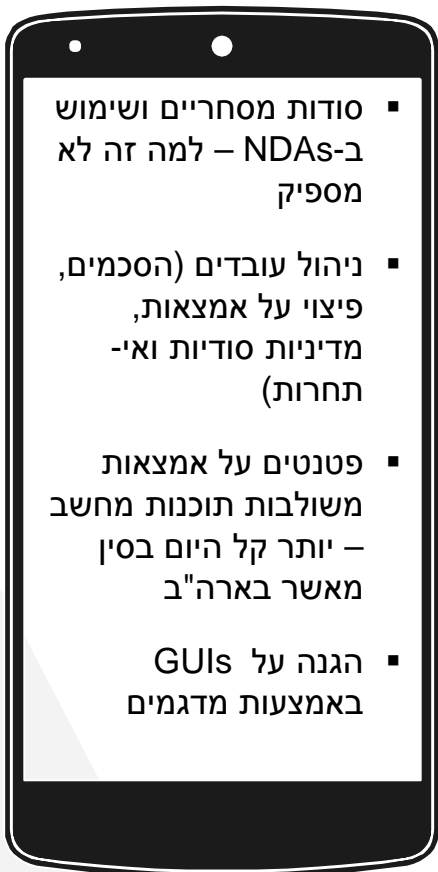 ▪ סודות מסחריים ושימוש
ב-NDAs – למה זה לא
מספיק
▪ ניהול עובדים (הסכמים,
פיצוי על אמצאות,
מדיניות סודיות ואי-
תחרות)
▪ פטנטים על אמצאות
משולבות תוכנות מחשב
– יותר קל היום בסין
מאשר בארה"ב
▪ הגנה על GUIs
באמצעות מדגמים